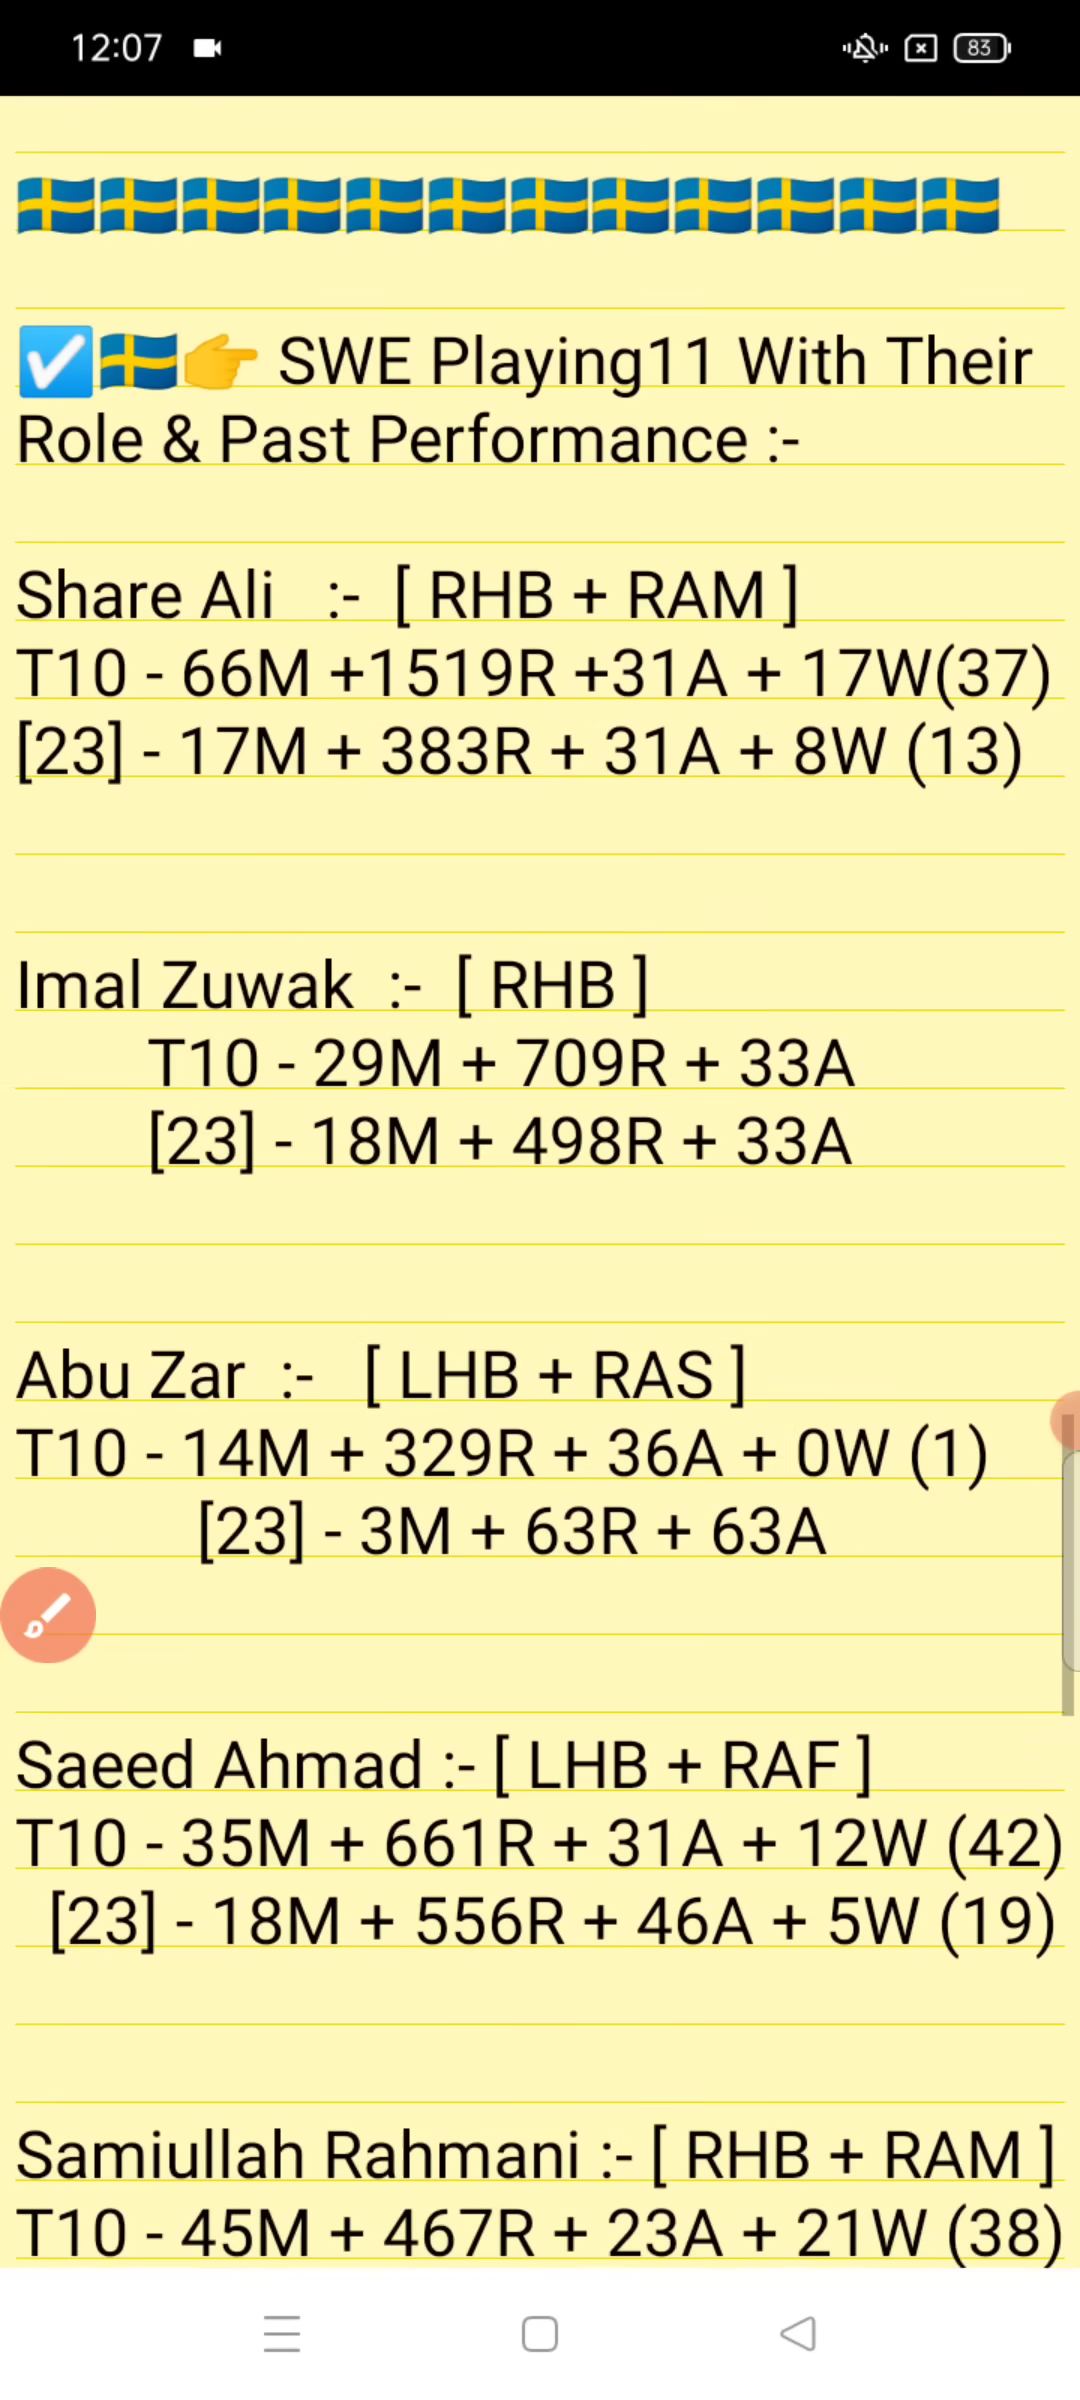 12:07
83
🇸🇪🇸🇪🇸🇪🇸🇪🇸🇪🇸🇪🇸🇪🇸🇪🇸🇪🇸🇪🇸🇪🇸🇪
☑️🇸🇪👉 SWE Playing11 With Their
Role & Past Performance :-
Share Ali :- [ RHB + RAM ]
T10 - 66M +1519R +31A + 17W(37)
[23] - 17M + 383R + 31A + 8W (13)
Imal Zuwak :- [ RHB ]
T10 - 29M + 709R + 33A
[23] - 18M + 498R + 33A
Abu Zar :- [ LHB + RAS ]
T10 - 14M + 329R + 36A + 0W (1)
[23] - 3M + 63R + 63A
Saeed Ahmad :- [ LHB + RAF ]
T10 - 35M + 661R + 31A + 12W (42)
[23] - 18M + 556R + 46A + 5W (19)
Samiullah Rahmani :- [ RHB + RAM ]
T10 - 45M + 467R + 23A + 21W (38)